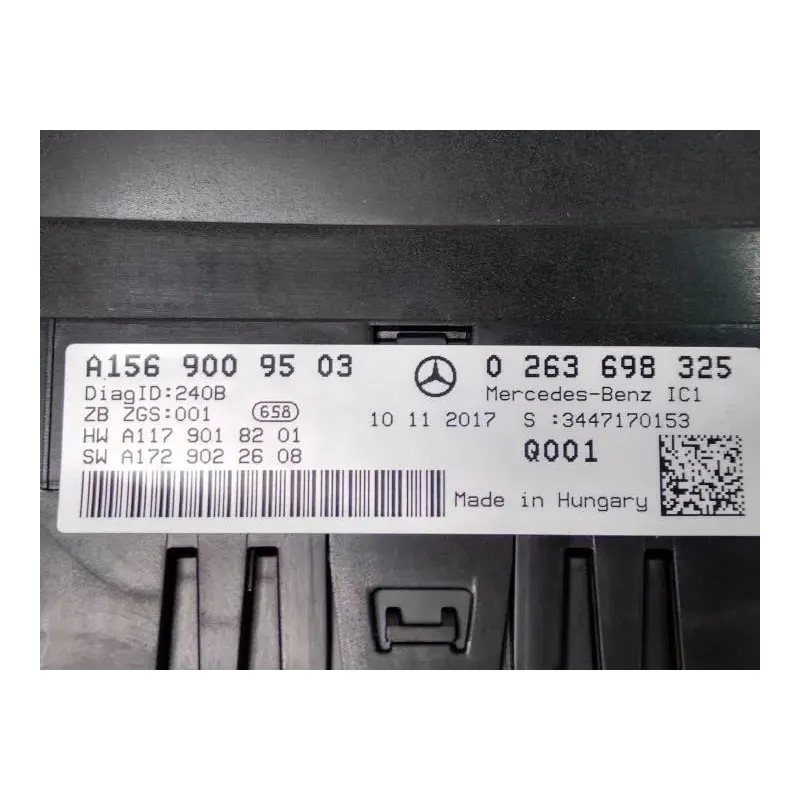 A156 900 95 03 0 263 698 325
DiagID:240B Mercedes-Benz IC1
ZB ZGS:001 658 10 11 2017 S :3447170153
HW A117 901 82 01
SW A172 902 26 08 Q001
Made in Hungary